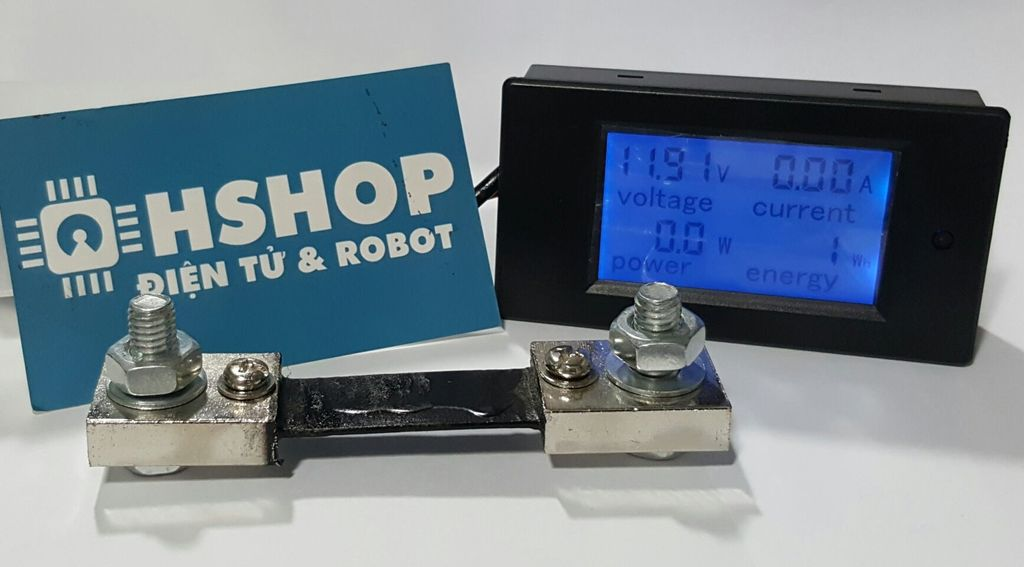 HSHOP
ĐIỆN TỬ & ROBOT
11.91 V 0.00 A
voltage current
0.0 W 1 Wh
power energy